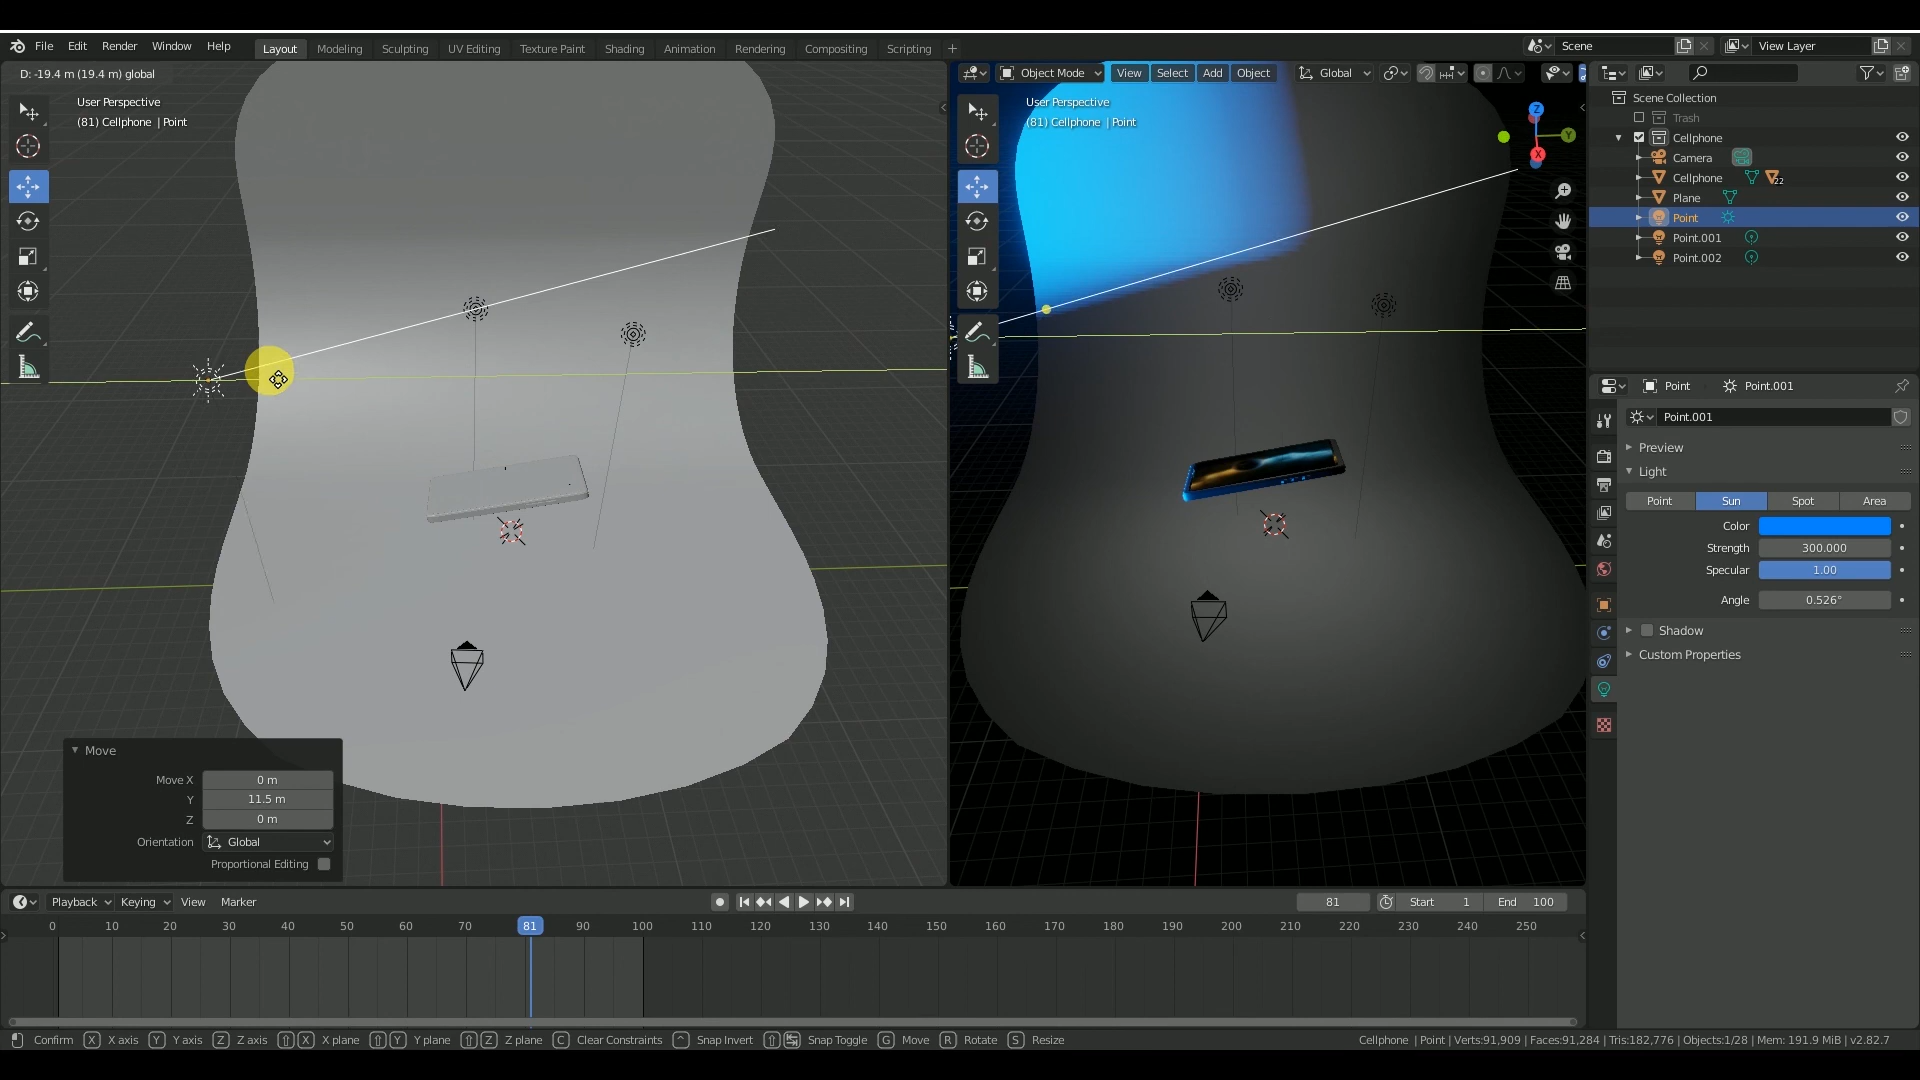 File Edit Render Window Help Layout Modeling Sculpting UV Editing Texture Paint Shading Animation Rendering Compositing Scripting + Scene View Layer
D: -19.4 m (19.4 m) global
Object Mode View Select Add Object Global
User Perspective
(81) Cellphone | Point
User Perspective
(81) Cellphone | Point
Z
Y
X
Scene Collection
Trash
Cellphone
Camera
Cellphone 22
Plane
Point
Point.001
Point.002
Point Point.001
Point.001
Preview
Light
Point Sun Spot Area
Color
Strength 300.000
Specular 1.00
Angle 0.526°
Shadow
Custom Properties
Move
Move X 0 m
Y 11.5 m
Z 0 m
Orientation Global
Proportional Editing
Playback Keying View Marker 81 Start 1 End 100
0 10 20 30 40 50 60 70 81 90 100 110 120 130 140 150 160 170 180 190 200 210 220 230 240 250
Confirm X X axis Y Y axis Z Z axis X X plane Y Y plane Z Z plane C Clear Constraints ^ Snap Invert Snap Toggle G Move R Rotate S Resize Cellphone | Point | Verts:91,909 | Faces:91,284 | Tris:182,776 | Objects:1/28 | Mem: 191.9 MiB | v2.82.7